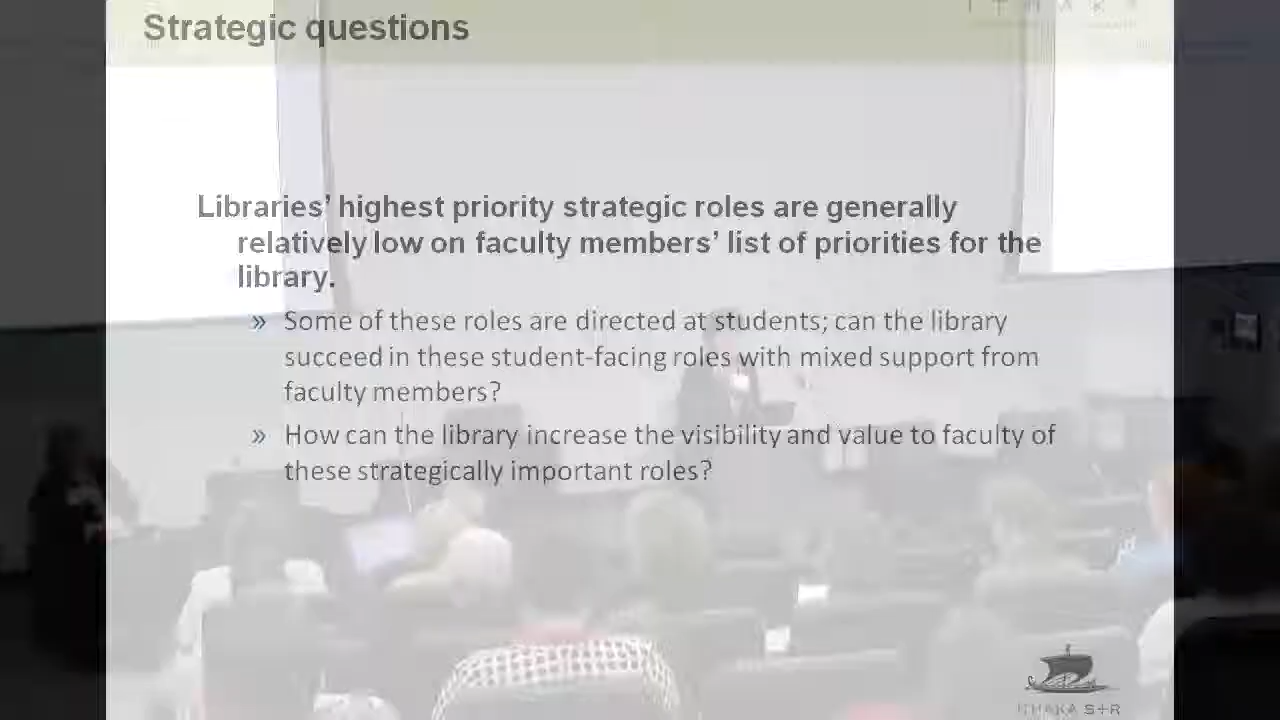 Strategic questions
ITHAKA
Libraries’ highest priority strategic roles are generally
relatively low on faculty members’ list of priorities for the
library.
» Some of these roles are directed at students; can the library
succeed in these student-facing roles with mixed support from
faculty members?
» How can the library increase the visibility and value to faculty of
these strategically important roles?
ITHAKA S+R